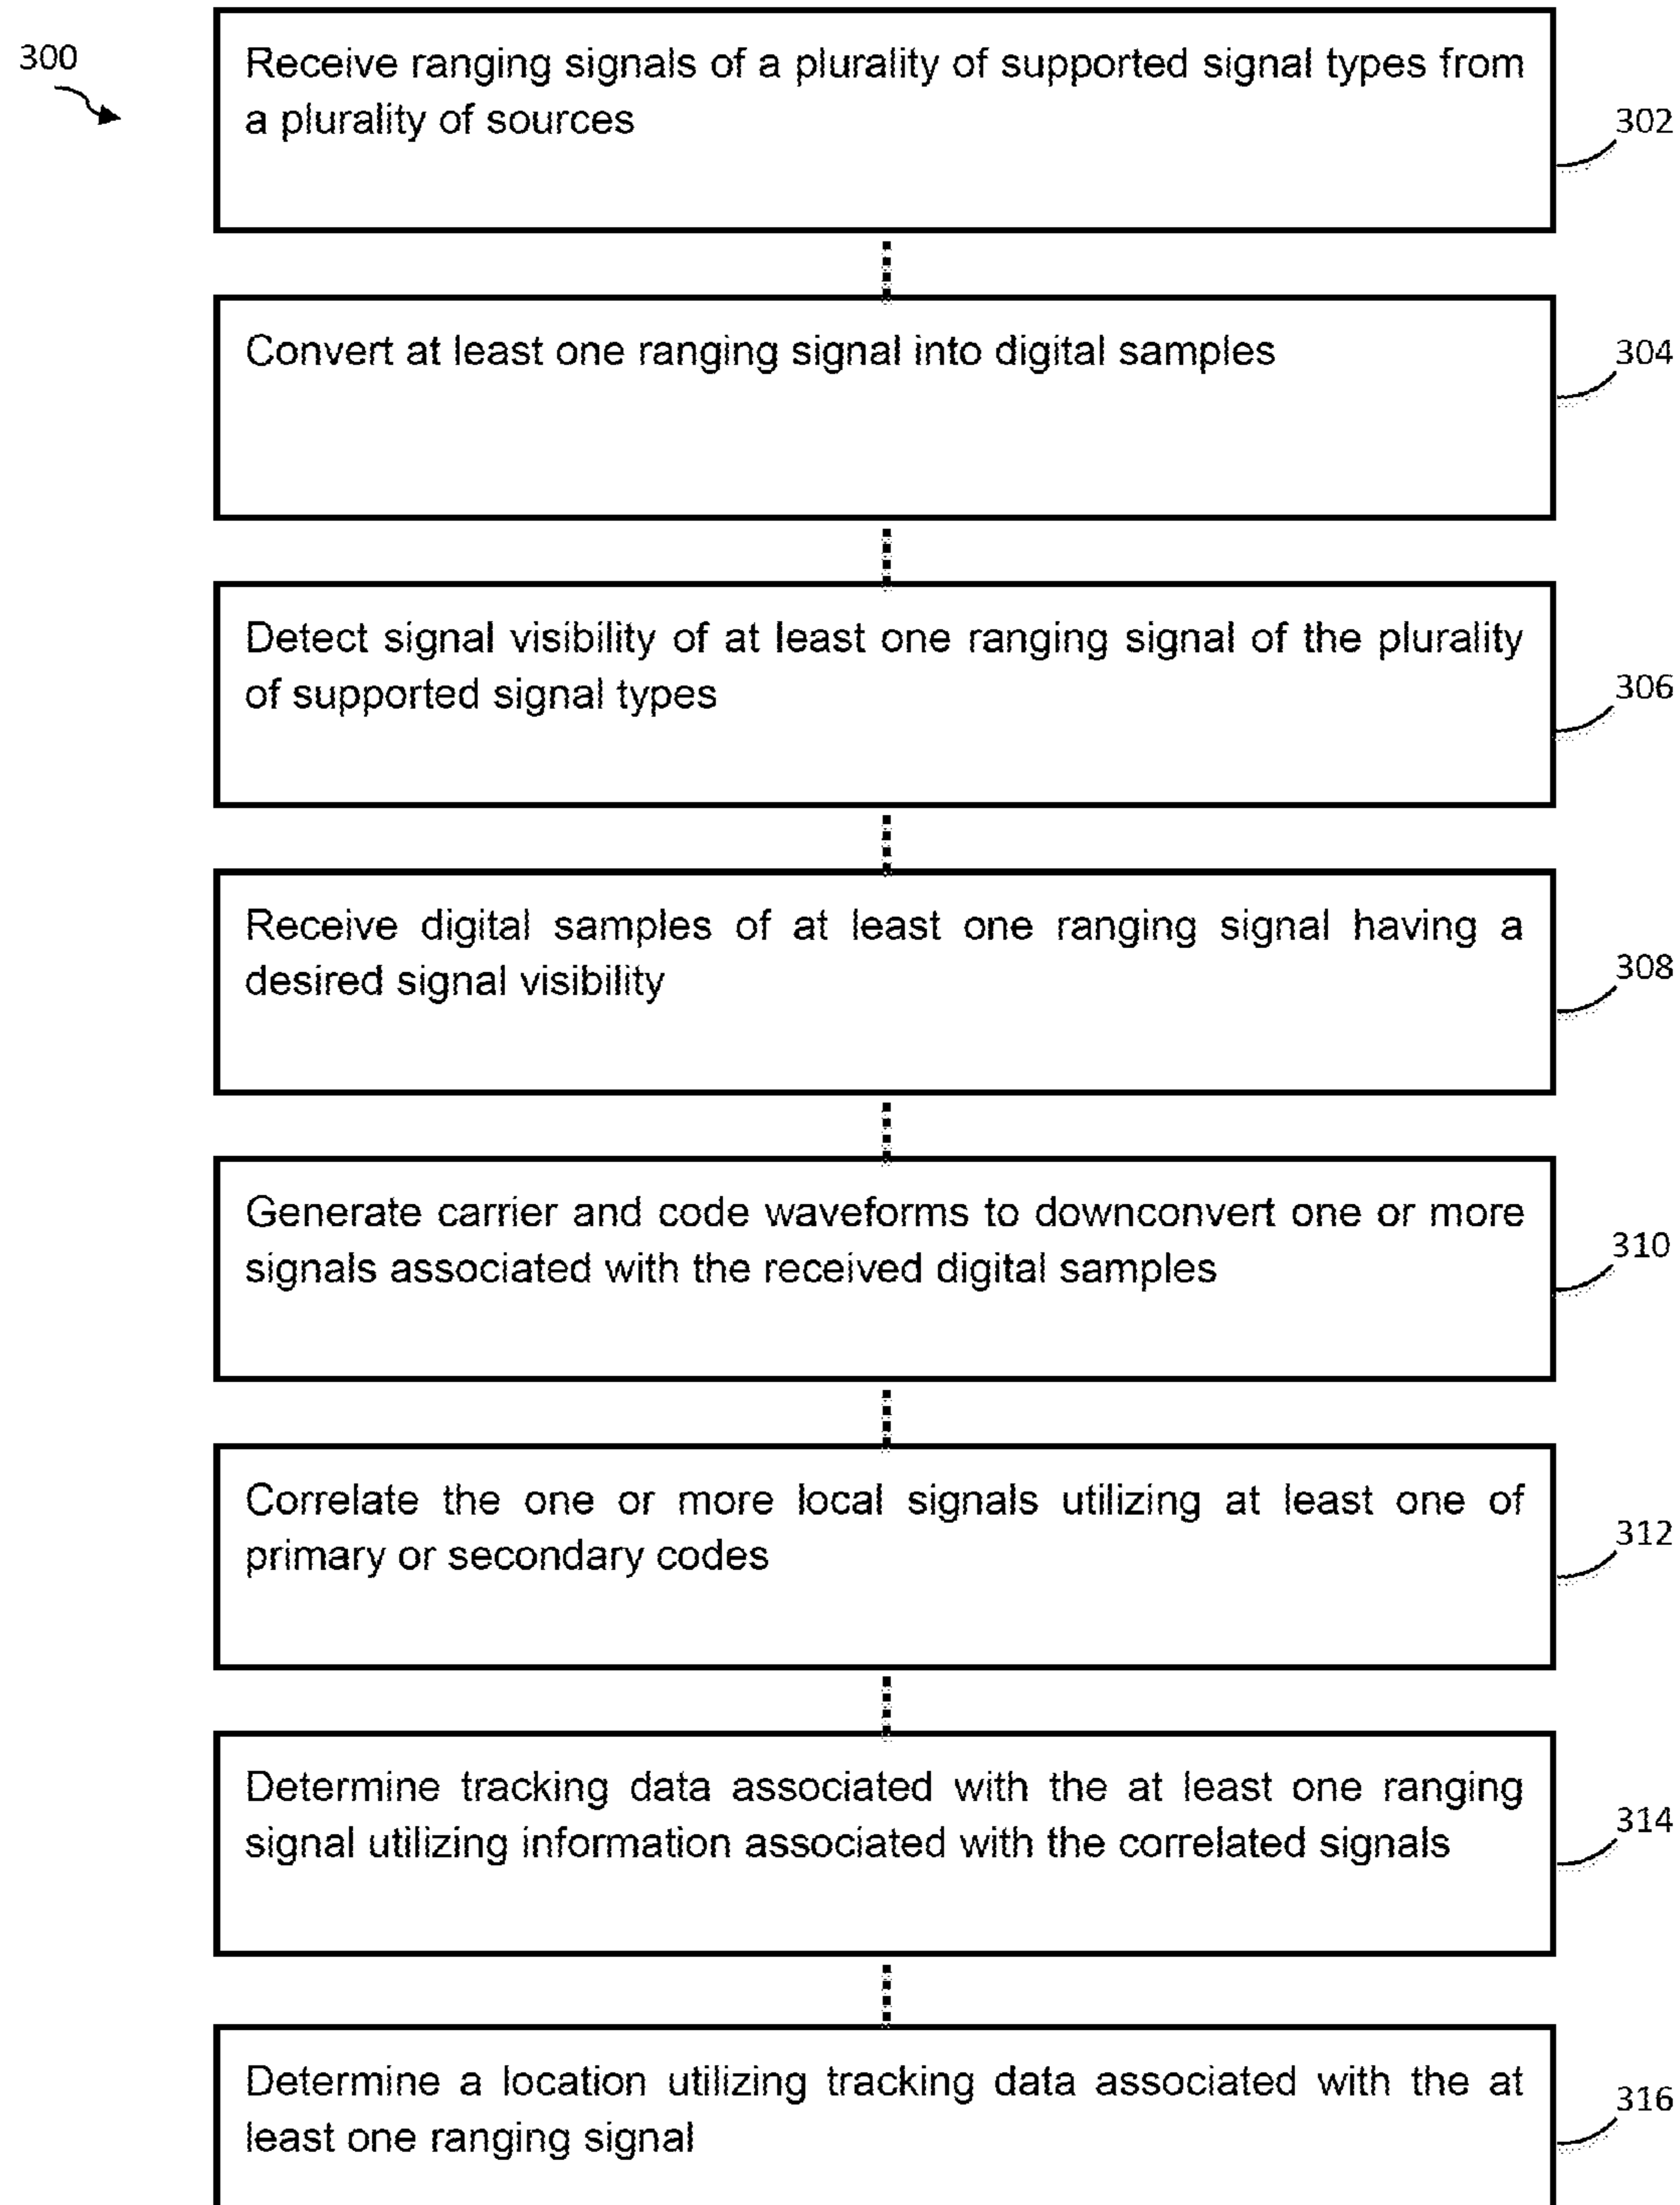 300
Receive ranging signals of a plurality of supported signal types from
a plurality of sources
302
Convert at least one ranging signal into digital samples
304
Detect signal visibility of at least one ranging signal of the plurality
of supported signal types
306
Receive digital samples of at least one ranging signal having a
desired signal visibility
308
Generate carrier and code waveforms to downconvert one or more
signals associated with the received digital samples
310
Correlate the one or more local signals utilizing at least one of
primary or secondary codes
312
Determine tracking data associated with the at least one ranging
signal utilizing information associated with the correlated signals
314
Determine a location utilizing tracking data associated with the at
least one ranging signal
316